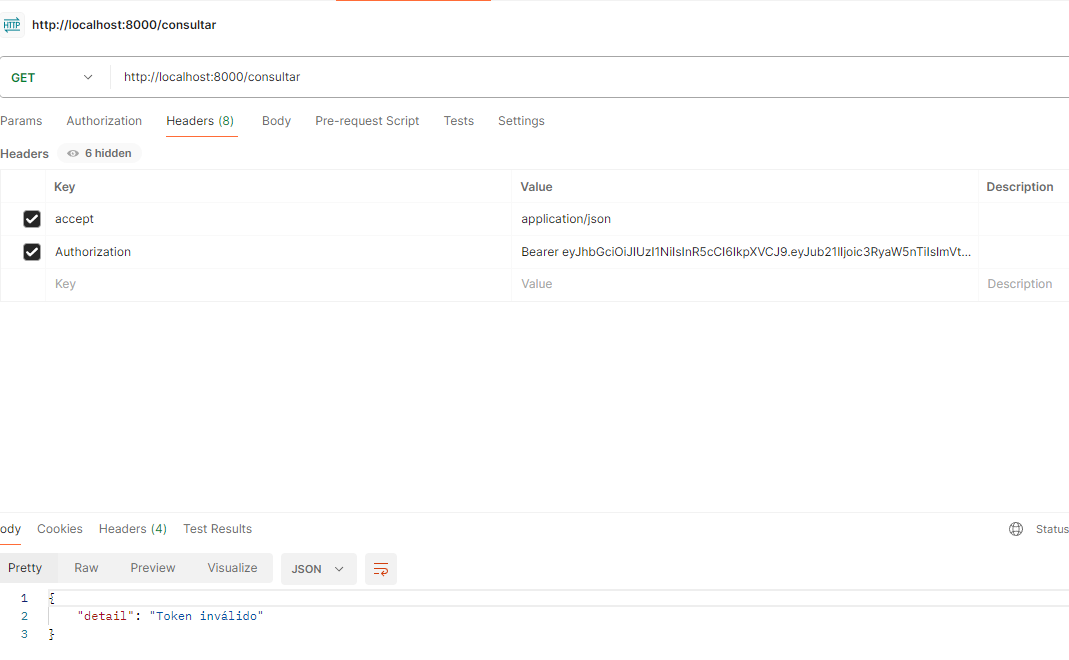 HTTP http://localhost:8000/consultar
GET http://localhost:8000/consultar
Params Authorization Headers (8) Body Pre-request Script Tests Settings
Headers 6 hidden
Key Value Description
accept application/json
Authorization Bearer eyJhbGciOiJIUzI1NiIsInR5cCI6IkpXVCJ9.eyJub21lIjoic3RyaW5nTiIsImVt...
Key Value Description
ody Cookies Headers (4) Test Results Status
Pretty Raw Preview Visualize JSON
1 {
2 "detail": "Token inválido"
3 }